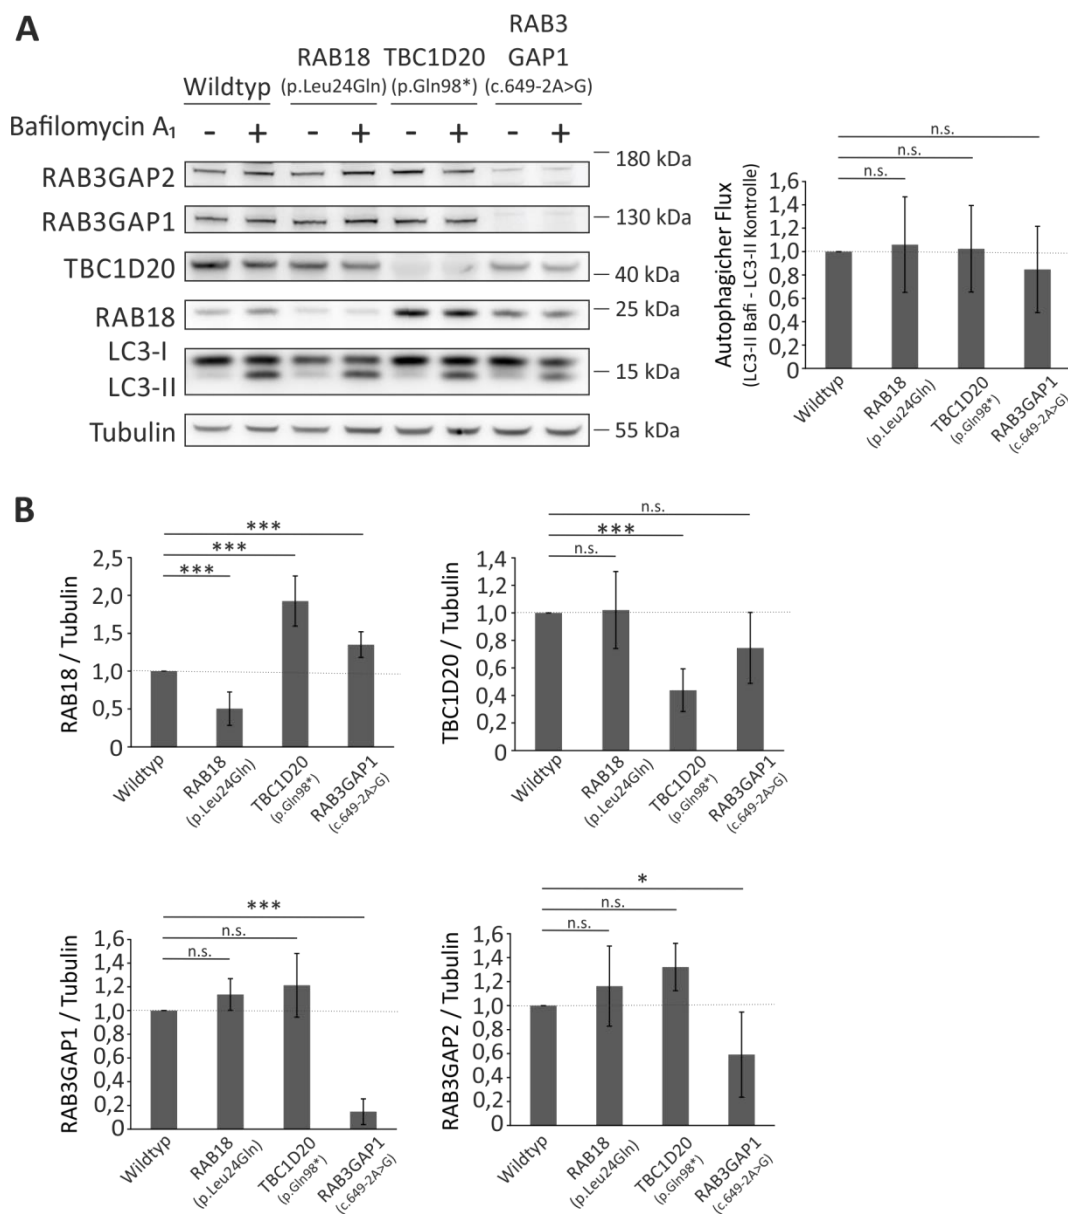 A
RAB3
RAB18 TBC1D20 GAP1
Wildtyp (p.Leu24Gln) (p.Gln98*) (c.649-2A>G)
Bafilomycin A₁ - + - + - + - +
180 kDa
RAB3GAP2
RAB3GAP1 130 kDa
TBC1D20 40 kDa
RAB18 25 kDa
LC3-I
LC3-II 15 kDa
Tubulin 55 kDa
n.s.
n.s.
n.s.
Autophagicher Flux
(LC3-II Bafi - LC3-II Kontrolle)
1,6
1,4
1,2
1,0
0,8
0,6
0,4
0,2
0
Wildtyp
RAB18
(p.Leu24Gln)
TBC1D20
(p.Gln98*)
RAB3GAP1
(c.649-2A>G)
B
***
***
***
RAB18 / Tubulin
2,5
2,0
1,5
1,0
0,5
0
Wildtyp
RAB18
(p.Leu24Gln)
TBC1D20
(p.Gln98*)
RAB3GAP1
(c.649-2A>G)
n.s.
***
n.s.
TBC1D20 / Tubulin
1,4
1,2
1,0
0,8
0,6
0,4
0,2
0
Wildtyp
RAB18
(p.Leu24Gln)
TBC1D20
(p.Gln98*)
RAB3GAP1
(c.649-2A>G)
***
n.s.
n.s.
RAB3GAP1 / Tubulin
1,6
1,4
1,2
1,0
0,8
0,6
0,4
0,2
0
Wildtyp
RAB18
(p.Leu24Gln)
TBC1D20
(p.Gln98*)
RAB3GAP1
(c.649-2A>G)
*
n.s.
n.s.
RAB3GAP2 / Tubulin
1,6
1,4
1,2
1,0
0,8
0,6
0,4
0,2
0
Wildtyp
RAB18
(p.Leu24Gln)
TBC1D20
(p.Gln98*)
RAB3GAP1
(c.649-2A>G)